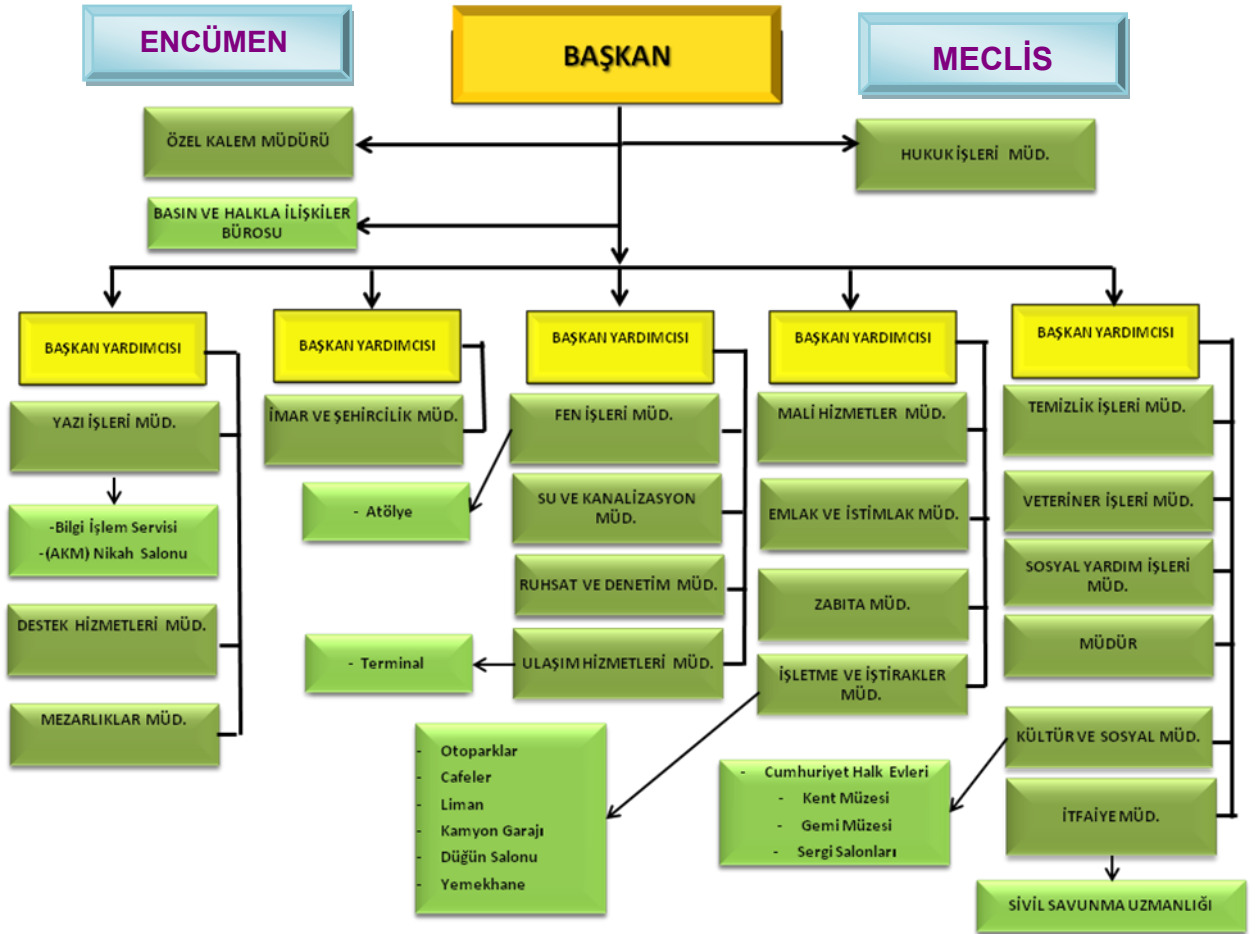 ENCÜMEN
BAŞKAN
MECLİS
ÖZEL KALEM MÜDÜRÜ
HUKUK İŞLERİ MÜD.
BASIN VE HALKLA İLİŞKİLER
BÜROSU
BAŞKAN YARDIMCISI
YAZI İŞLERİ MÜD.
-Bilgi İşlem Servisi
-(AKM) Nikah Salonu
DESTEK HİZMETLERİ MÜD.
MEZARLIKLAR MÜD.
BAŞKAN YARDIMCISI
İMAR VE ŞEHİRCİLİK MÜD.
BAŞKAN YARDIMCISI
FEN İŞLERİ MÜD.
- Atölye
SU VE KANALİZASYON
MÜD.
RUHSAT VE DENETİM MÜD.
ULAŞIM HİZMETLERİ MÜD.
- Terminal
BAŞKAN YARDIMCISI
MALİ HİZMETLER MÜD.
EMLAK VE İSTİMLAK MÜD.
ZABITA MÜD.
İŞLETME VE İŞTİRAKLER
MÜD.
- Otoparklar
- Cafeler
- Liman
- Kamyon Garajı
- Düğün Salonu
- Yemekhane
BAŞKAN YARDIMCISI
TEMİZLİK İŞLERİ MÜD.
VETERİNER İŞLERİ MÜD.
SOSYAL YARDIM İŞLERİ
MÜD.
MÜDÜR
KÜLTÜR VE SOSYAL MÜD.
- Cumhuriyet Halk Evleri
- Kent Müzesi
- Gemi Müzesi
- Sergi Salonları
İTFAİYE MÜD.
SİVİL SAVUNMA UZMANLIĞI